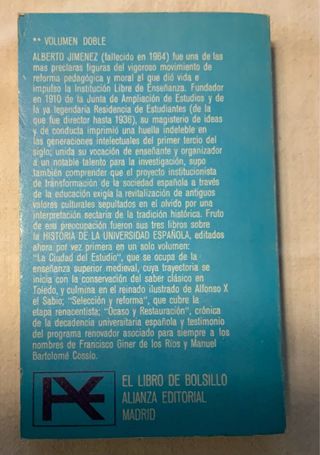 ** VOLUMEN DOBLE
ALBERTO JIMENEZ (fallecido en 1964) fue una de las
mas preclaras figuras del vigoroso movimiento de
reforma pedagógica y moral al que dió vida e
impulso la Institución Libre de Enseñanza. Fundador
en 1910 de la Junta de Ampliación de Estudios y de
la ya legendaria Residencia de Estudiantes (de la
que fue director hasta 1936), su magisterio de ideas
y de conducta imprimió una huella indeleble en
las generaciones intelectuales del primer tercio del
siglo; unida su vocación de enseñante y organizador
a un notable talento para la investigación, supo
también comprender que el proyecto institucionista
de transformación de la sociedad española a través
de la educación exigía la revitalización de antiguos
valores culturales sepultados en el olvido por una
interpretación sectaria de la tradición histórica. Fruto
de esa preocupación fueron sus tres libros sobre
la HISTORIA DE LA UNIVERSIDAD ESPAÑOLA, editados
ahora por vez primera en un solo volumen:
"La Ciudad del Estudio", que se ocupa de la
enseñanza superior medieval, cuya trayectoria se
inicia con la conservación del saber clásico en
Toledo, y culmina en el reinado ilustrado de Alfonso X
el Sabio; "Selección y reforma", que cubre la
etapa renacentista; "Ocaso y Restauración", crónica
de la decadencia universitaria española y testimonio
del programa renovador asociado para siempre a los
nombres de Francisco Giner de los Ríos y Manuel
Bartolomé Cossío.
EL LIBRO DE BOLSILLO
ALIANZA EDITORIAL
MADRID